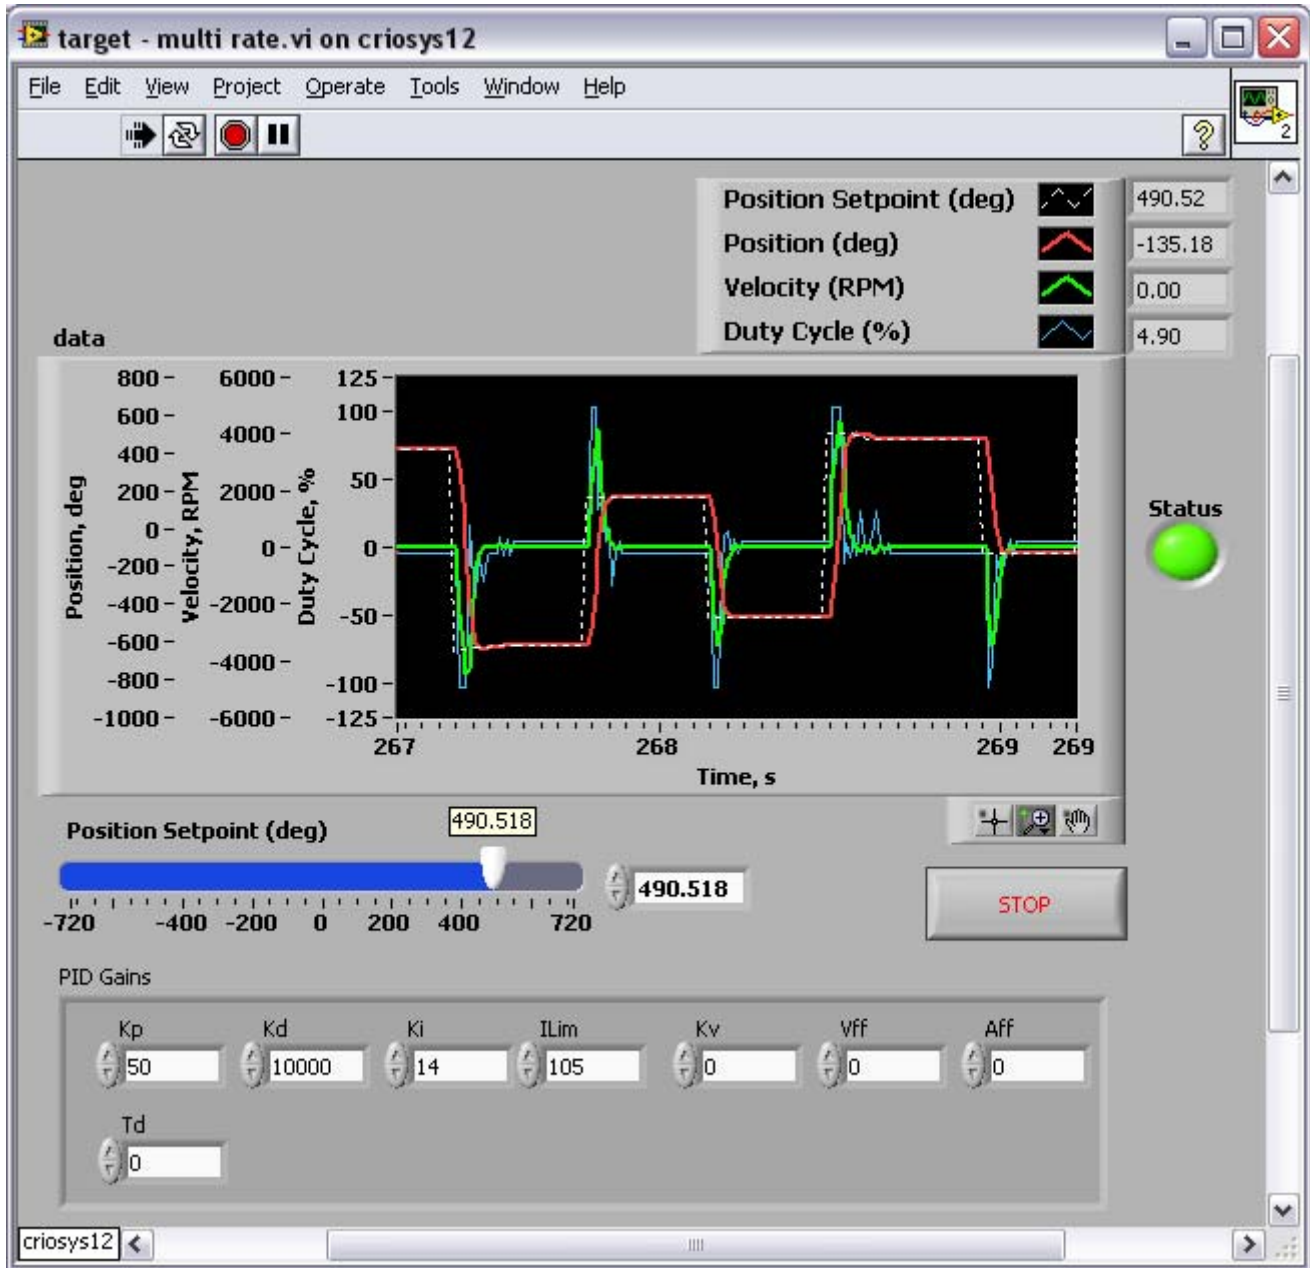 target - multi rate.vi on criosys12
File Edit View Project Operate Tools Window Help
2
Position Setpoint (deg) 490.52
Position (deg) -135.18
Velocity (RPM) 0.00
Duty Cycle (%) 4.90
data
Position, deg
800
600
400
200
0
-200
-400
-600
-800
-1000
Velocity, RPM
6000
4000
2000
0
-2000
-4000
-6000
Duty Cycle, %
125
100
50
0
-50
-100
-125
267 268 269 269
Time, s
Status
Position Setpoint (deg)
490.518
490.518
-720 -400 -200 0 200 400 720
STOP
PID Gains
Kp Kd Ki ILim Kv Vff Aff
50 10000 14 105 0 0 0
Td
0
criosys12